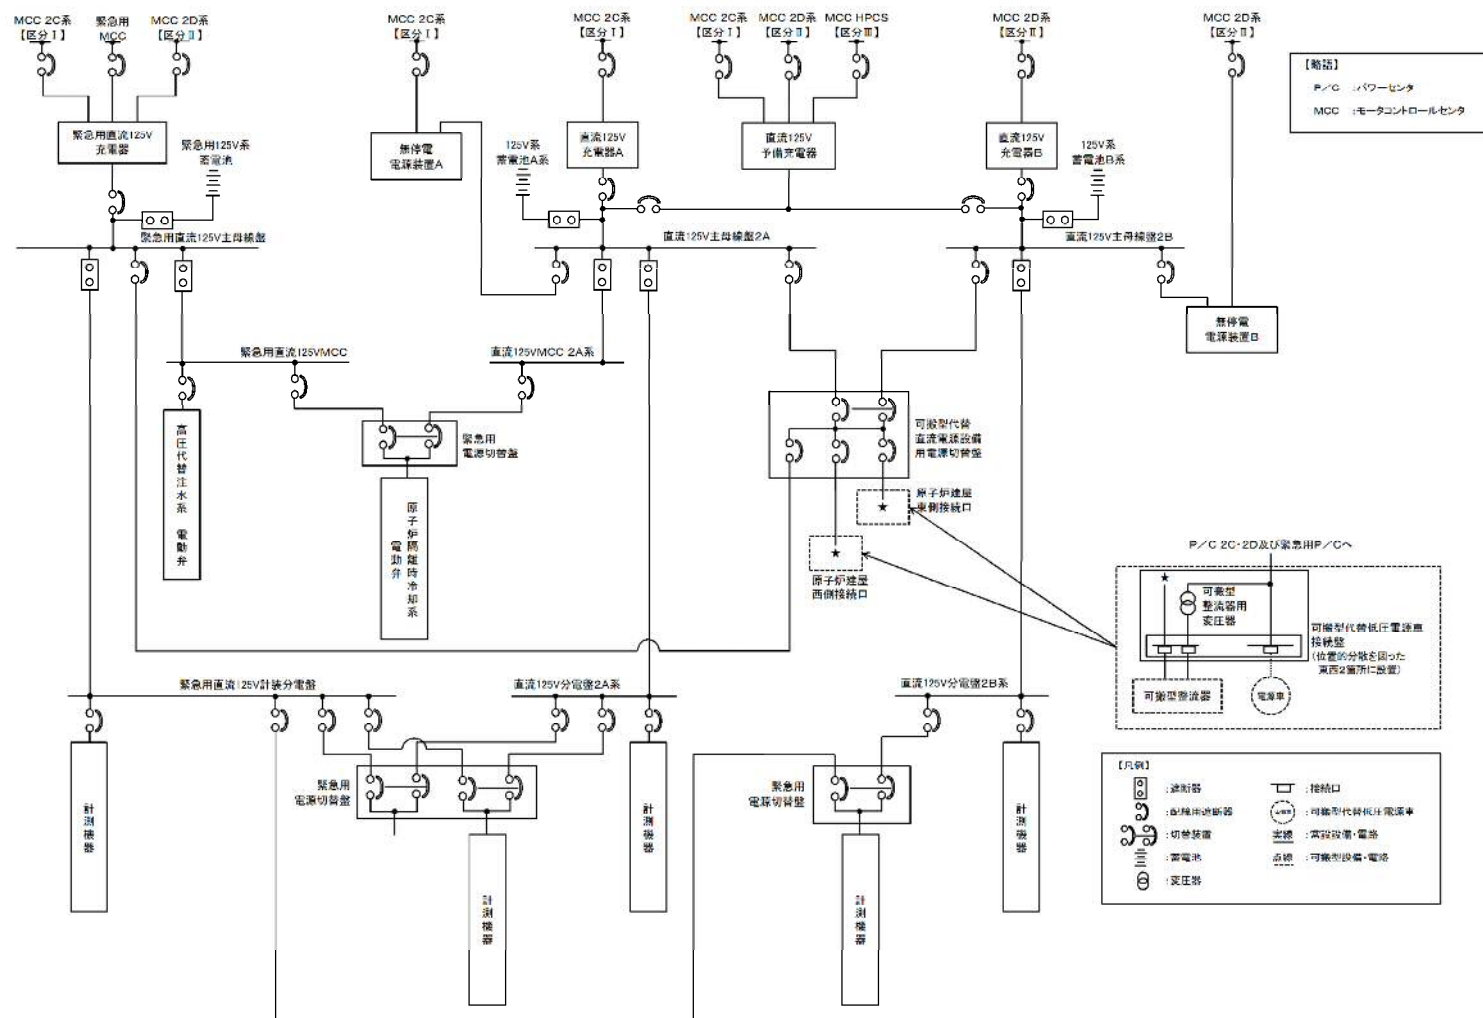 MCC 2C系
【区分Ⅰ】
緊急用
MCC
MCC 2D系
【区分Ⅱ】
MCC 2C系
【区分Ⅰ】
MCC 2C系
【区分Ⅰ】
MCC 2C系
【区分Ⅰ】
MCC 2D系
【区分Ⅱ】
MCC HPCS
【区分Ⅲ】
MCC 2D系
【区分Ⅱ】
MCC 2D系
【区分Ⅱ】
【略語】
P/C :パワーセンタ
MCC :モータコントロールセンタ
緊急用直流125V
充電器
緊急用125V系
蓄電池
無停電
電源装置A
125V系
蓄電池A系
直流125V
充電器A
直流125V
予備充電器
直流125V
充電器B
125V系
蓄電池B系
緊急用直流125V主母線盤
直流125V主母線盤2A
直流125V主母線盤2B
無停電
電源装置B
緊急用直流125VMCC
直流125VMCC 2A系
高圧代替注水系 電動弁
緊急用
電源切替盤
原子炉隔離時冷却系
電動弁
可搬型代替
直流電源設備
用電源切替盤
原子炉建屋
東側接続口
★
★
原子炉建屋
西側接続口
P/C 2C・2D及び緊急用P/Cへ
★
可搬型
整流器用
変圧器
可搬型代替低圧電源車
接続盤
(位置的分散を図った
東西2箇所に設置)
可搬型整流器
電源車
緊急用直流125V計装分電盤
直流125V分電盤2A系
直流125V分電盤2B系
緊急用
電源切替盤
緊急用
電源切替盤
計測機器
計測機器
計測機器
計測機器
計測機器
【凡例】
:遮断器
:配線用遮断器
:切替装置
:蓄電池
:変圧器
:接続口
:可搬型代替低圧電源車
実線 :常設設備・電路
点線 :可搬型設備・電路